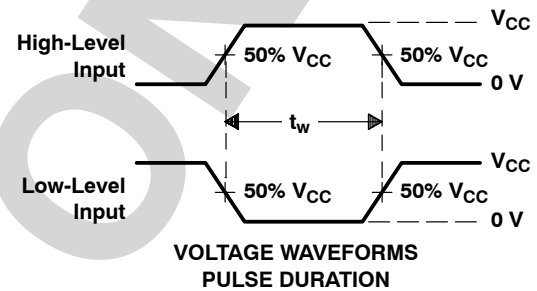 VCC
High-Level
Input
50% VCC
50% VCC
0 V
tw
VCC
Low-Level
Input
50% VCC
50% VCC
0 V
VOLTAGE WAVEFORMS
PULSE DURATION